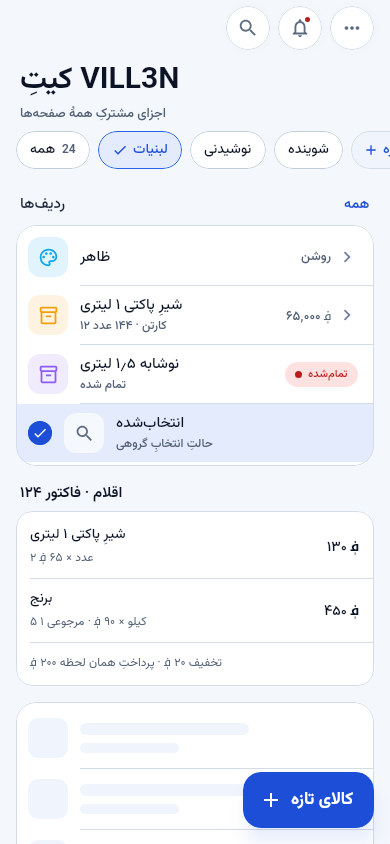 کیتِ VILL3N
اجزای مشترکِ همهٔ صفحه‌ها
همه 24
لبنیات
نوشیدنی
شوینده
ردیف‌ها
همه
ظاهر
روشن
شیرِ پاکتی ۱ لیتری
کارتن · ۱۴۴ عدد ۱۲
۶۵,۰۰۰ ؋
نوشابه ۱٫۵ لیتری
تمام شده
تمام‌شده
انتخاب‌شده
حالتِ انتخابِ گروهی
اقلام · فاکتور ۱۲۴
شیرِ پاکتی ۱ لیتری
۲ عدد × ۶۵ ؋
۱۳۰ ؋
برنج
۵ کیلو × ۹۰ ؋ · مرجوعی ۱
۴۵۰ ؋
تخفیف ۲۰ ؋ · پرداختِ همان لحظه ۲۰۰ ؋
کالای تازه